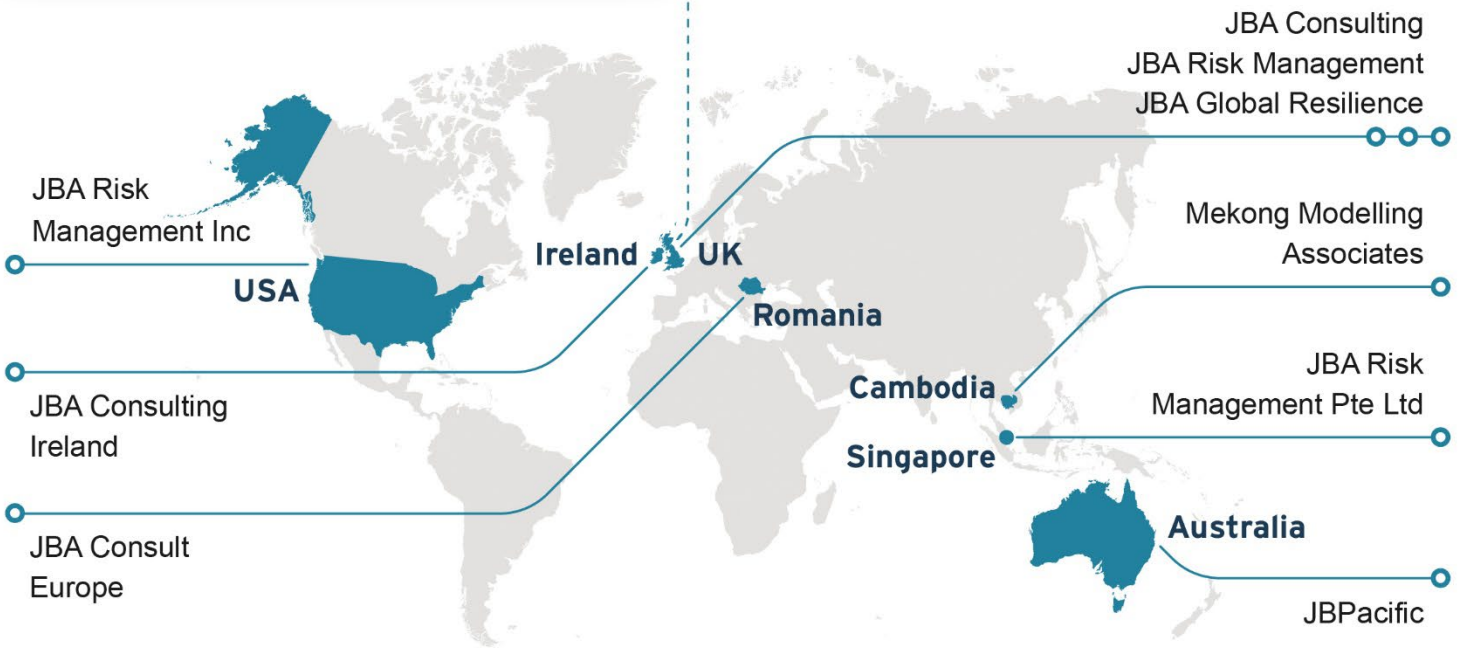 JBA Consulting
JBA Risk Management
JBA Global Resilience
JBA Risk
Management Inc
USA
Ireland
UK
Romania
Mekong Modelling
Associates
Cambodia
JBA Risk
Management Pte Ltd
Singapore
JBA Consulting
Ireland
JBA Consult
Europe
Australia
JBPacific